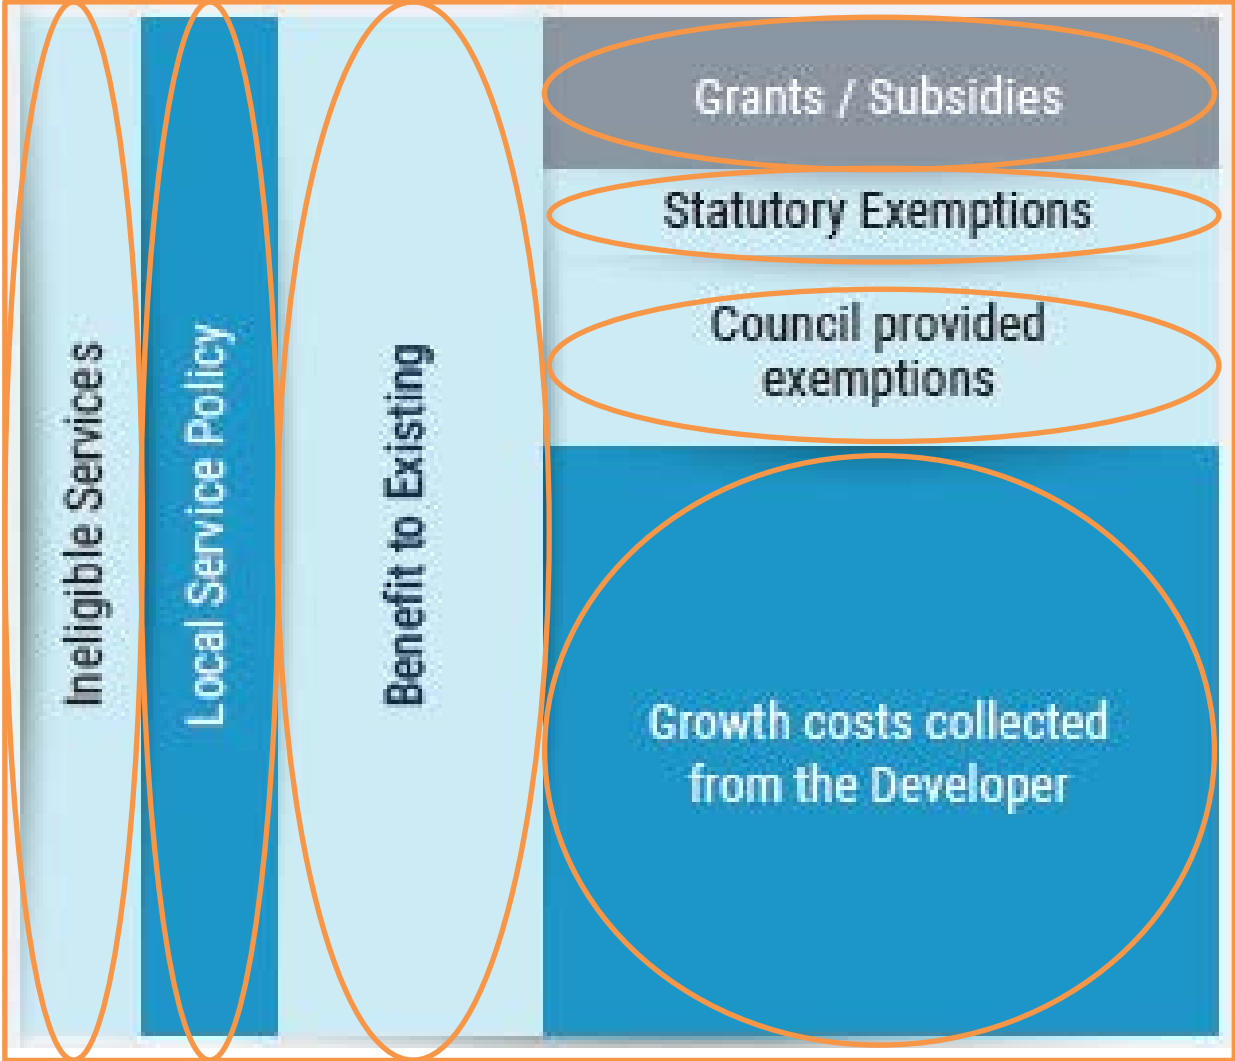 Ineligible Services
Local Service Policy
Benefit to Existing
Grants / Subsidies
Statutory Exemptions
Council provided
exemptions
Growth costs collected
from the Developer